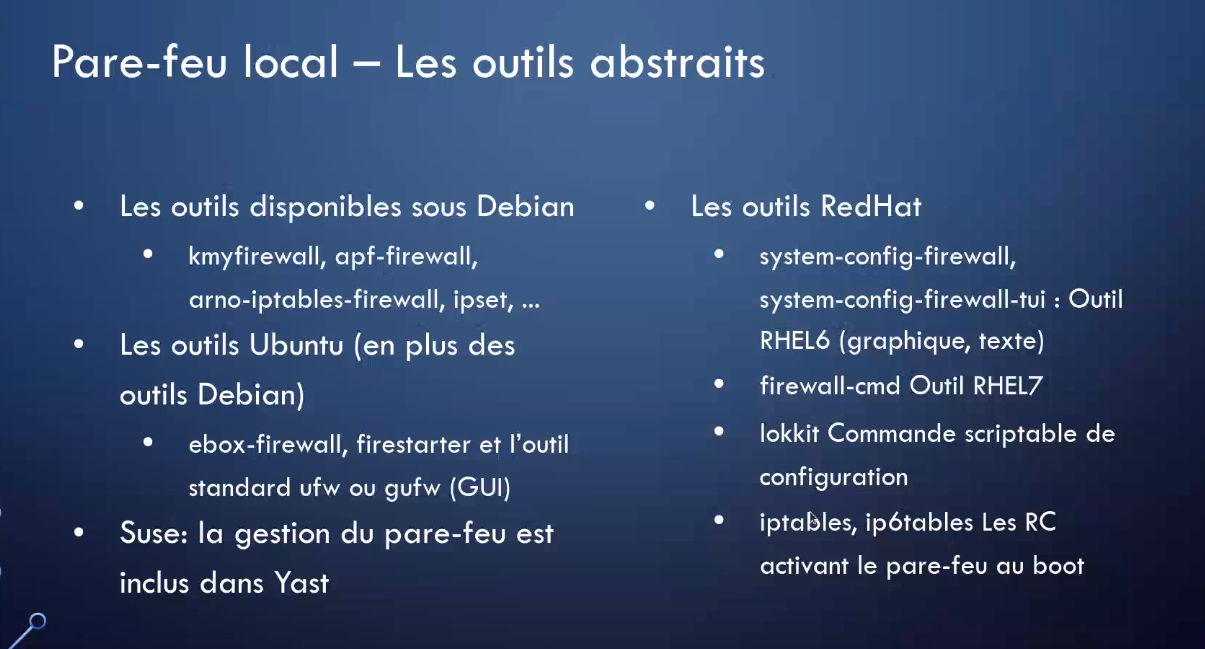 Pare-feu local – Les outils abstraits
• Les outils disponibles sous Debian
• kmyfirewall, apf-firewall,
arno-iptables-firewall, ipset, ...
• Les outils Ubuntu (en plus des
outils Debian)
• ebox-firewall, firestarter et l’outil
standard ufw ou gufw (GUI)
• Suse: la gestion du pare-feu est
inclus dans Yast
• Les outils RedHat
• system-config-firewall,
system-config-firewall-tui : Outil
RHEL6 (graphique, texte)
• firewall-cmd Outil RHEL7
• lokkit Commande scriptable de
configuration
• iptables, ip6tables Les RC
activant le pare-feu au boot